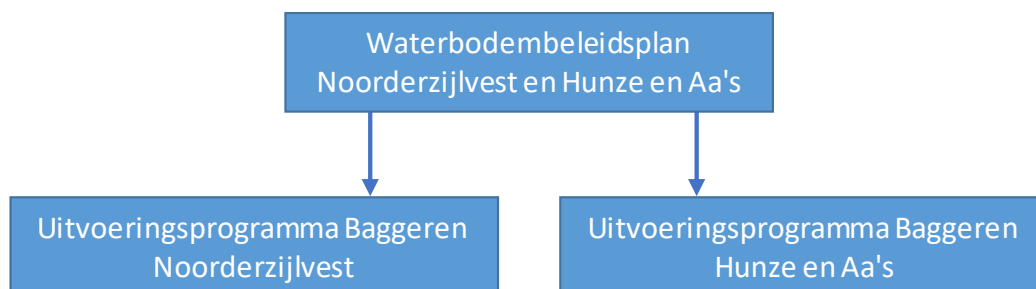 Waterbodembeleidsplan
Noorderzijlvest en Hunze en Aa's
Uitvoeringsprogramma Baggeren
Noorderzijlvest
Uitvoeringsprogramma Baggeren
Hunze en Aa's